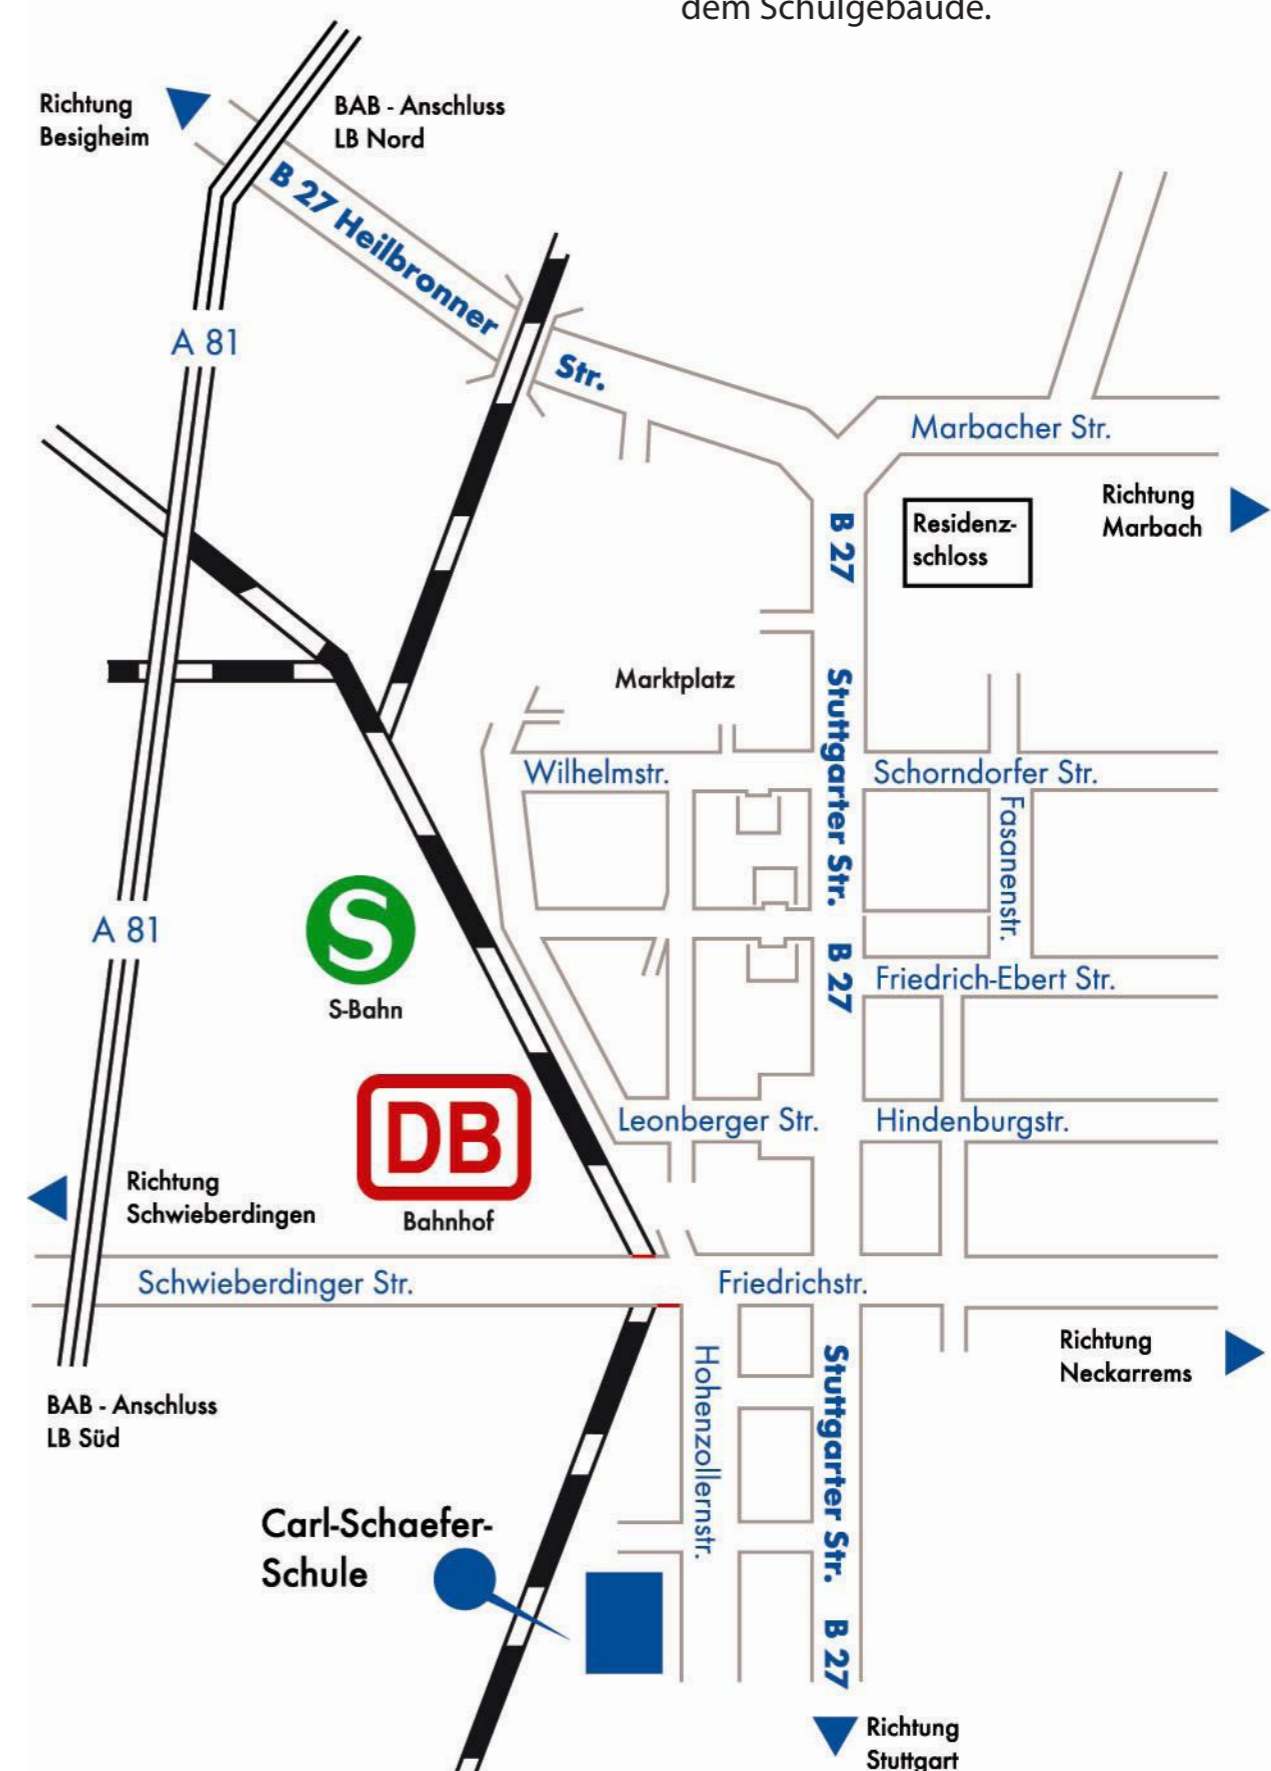 dem Schulgebäude.
Richtung
Besigheim
BAB - Anschluss
LB Nord
B 27 Heilbronner
Str.
A 81
Marbacher Str.
Richtung
Marbach
B 27
Residenz-
schloss
Marktplatz
Stuttgarter Str.
Wilhelmstr.
Schorndorfer Str.
Fasanenstr.
A 81
S
S-Bahn
B 27
Friedrich-Ebert Str.
DB
Bahnhof
Leonberger Str.
Hindenburgstr.
Richtung
Schwieberdingen
Schwieberdinger Str.
Friedrichstr.
Richtung
Neckarrems
Hohenzollernstr.
Stuttgarter Str.
BAB - Anschluss
LB Süd
Carl-Schaefer-
Schule
B 27
Richtung
Stuttgart